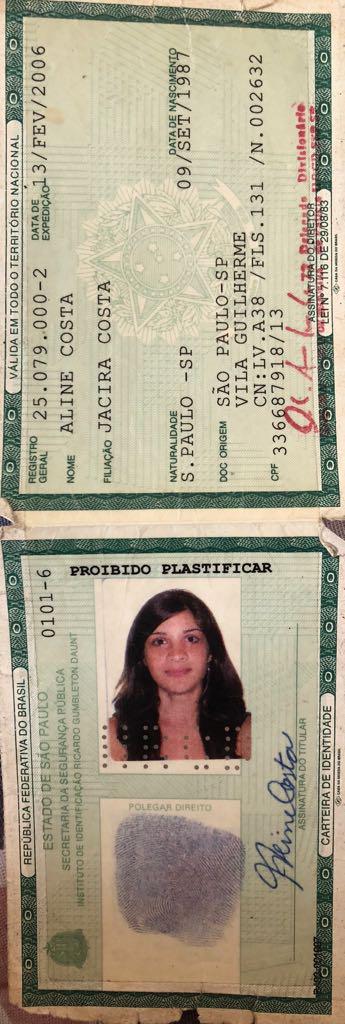 VÁLIDA EM TODO O TERRITÓRIO NACIONAL
REGISTRO GERAL 25.079.000-2 DATA DE EXPEDIÇÃO 13/FEV/2006
NOME ALINE COSTA
FILIAÇÃO JACIRA COSTA
NATURALIDADE S.PAULO -SP DATA DE NASCIMENTO 09/SET/1987
DOC ORIGEM SÃO PAULO-SP
VILA GUILHERME
CN:LV.A38 /FLS.131 /N.002632
CPF 336687918/13
Delegado Divisionário
ASSINATURA DO DIRETOR
LEI Nº 7.116 DE 29/08/83
REPÚBLICA FEDERATIVA DO BRASIL
ESTADO DE SÃO PAULO
SECRETARIA DA SEGURANÇA PÚBLICA
INSTITUTO DE IDENTIFICAÇÃO RICARDO GUMBLETON DAUNT
0101-6
PROIBIDO PLASTIFICAR
POLEGAR DIREITO
Aline Costa
ASSINATURA DO TITULAR
CARTEIRA DE IDENTIDADE